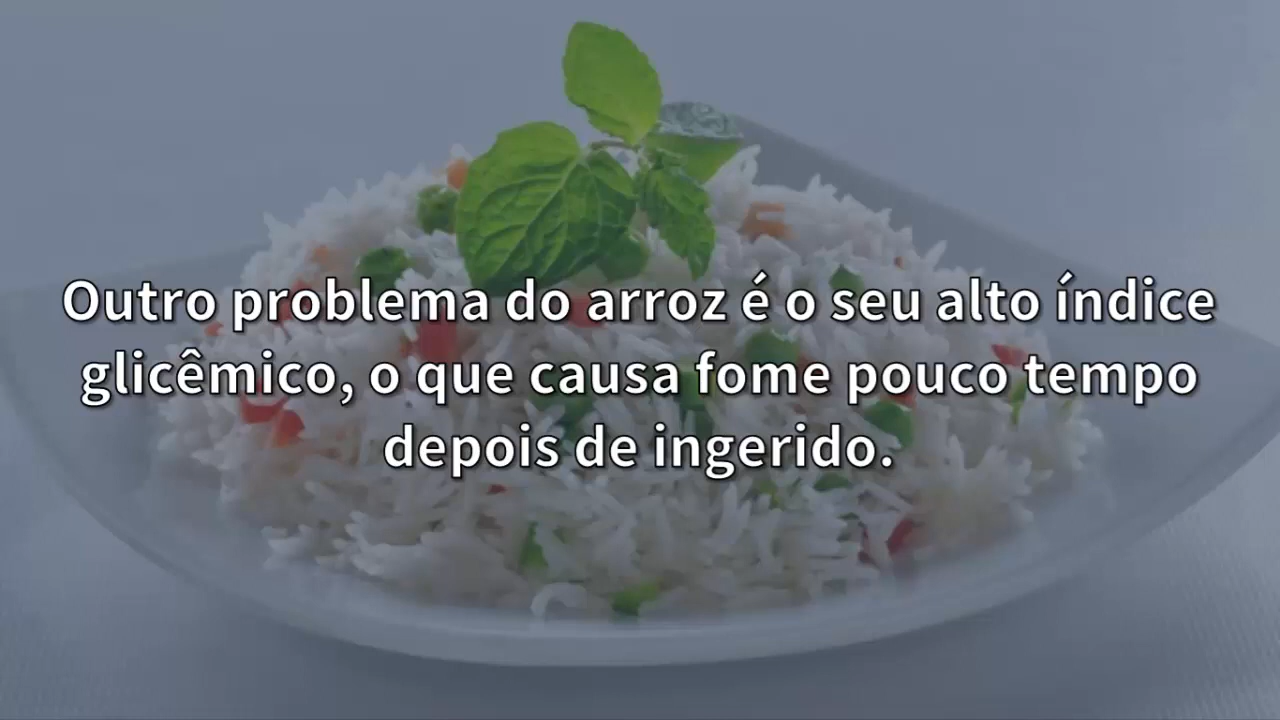 Outro problema do arroz é o seu alto índice
glicêmico, o que causa fome pouco tempo
depois de ingerido.